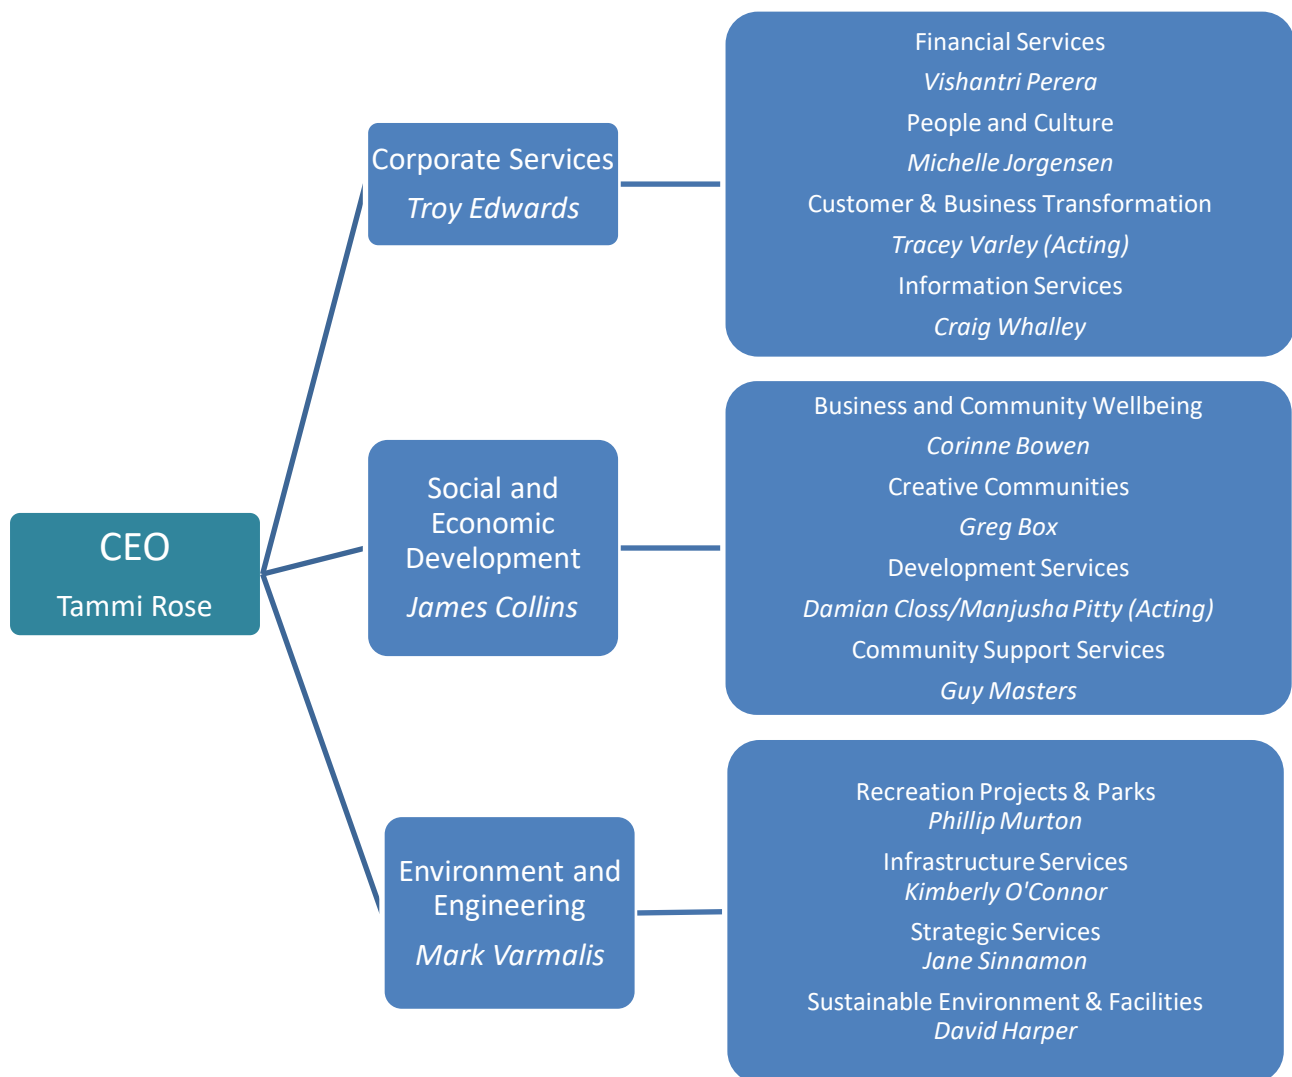 CEO
Tammi Rose
Corporate Services
Troy Edwards
Financial Services
Vishantri Perera
People and Culture
Michelle Jorgensen
Customer & Business Transformation
Tracey Varley (Acting)
Information Services
Craig Whalley
Social and
Economic
Development
James Collins
Business and Community Wellbeing
Corinne Bowen
Creative Communities
Greg Box
Development Services
Damian Closs/Manjusha Pitty (Acting)
Community Support Services
Guy Masters
Environment and
Engineering
Mark Varmalis
Recreation Projects & Parks
Phillip Murton
Infrastructure Services
Kimberly O'Connor
Strategic Services
Jane Sinnamon
Sustainable Environment & Facilities
David Harper